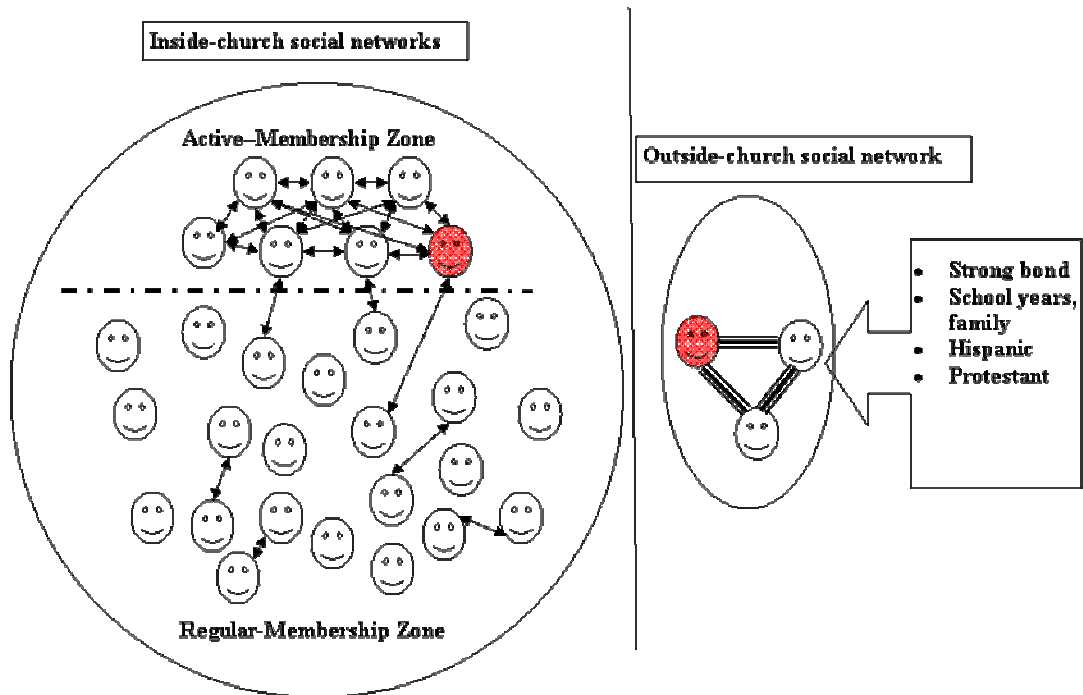 Inside-church social networks
Active–Membership Zone
Regular-Membership Zone
Outside-church social network
• Strong bond
• School years,
family
• Hispanic
• Protestant